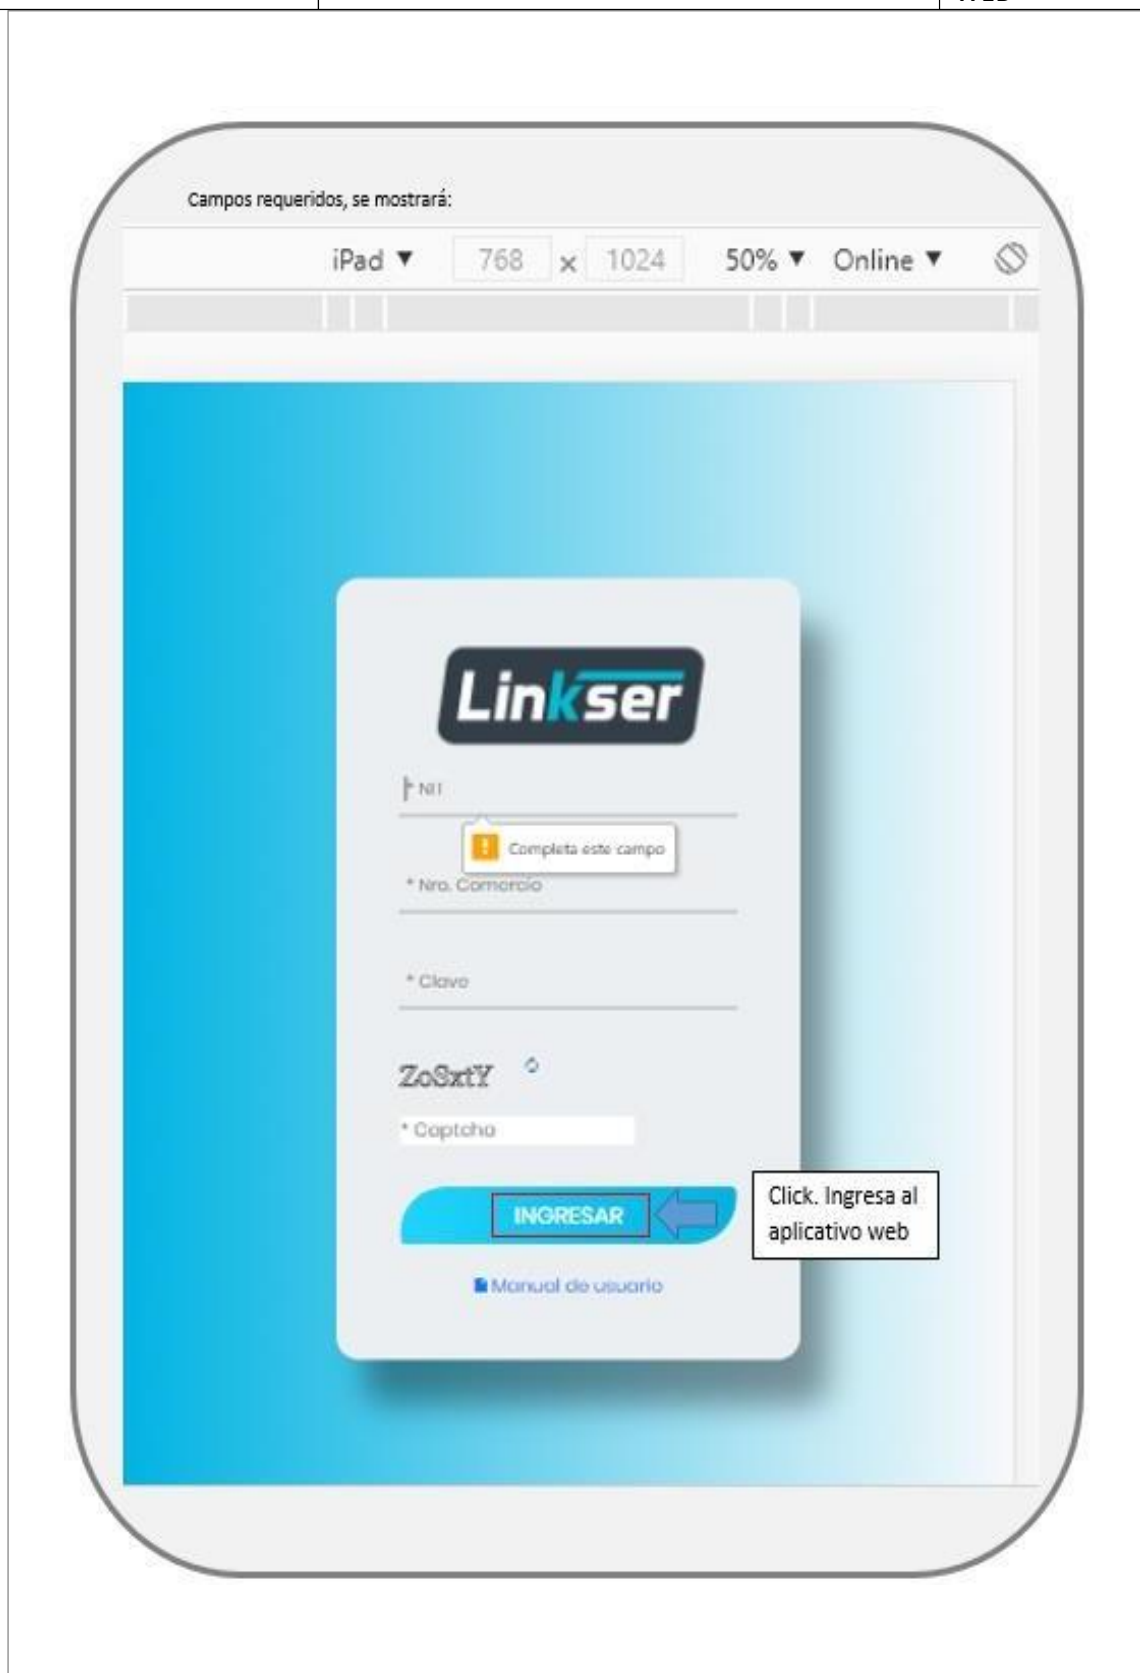 Campos requeridos, se mostrará:
iPad ▼ 768 x 1024 50% ▼ Online ▼
Linkser
* NIT
Completa este campo
* Nro. Comercio
* Clave
ZoSxtY
* Captcha
INGRESAR
Click. Ingresa al
aplicativo web
Manual de usuario